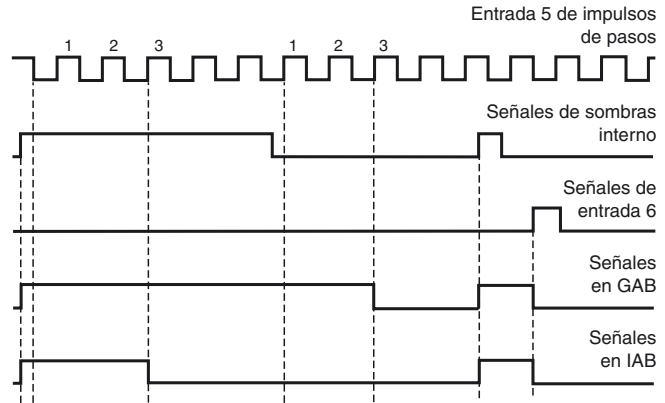 Entrada 5 de impulsos
de pasos
1 2 3 1 2 3
Señales de sombras
interno
Señales de
entrada 6
Señales
en GAB
Señales
en IAB